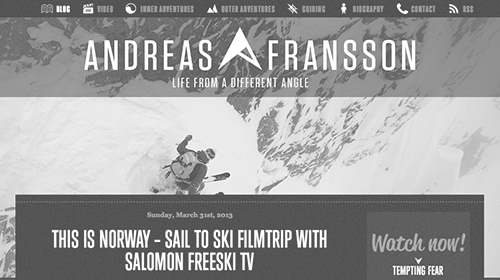 BLOG VIDEO INNER ADVENTURES OUTER ADVENTURES GUIDING BIOGRAPHY CONTACT RSS
ANDREAS FRANSSON
LIFE FROM A DIFFERENT ANGLE
Sunday, March 31st, 2013
THIS IS NORWAY - SAIL TO SKI FILMTRIP WITH
SALOMON FREESKI TV
Watch now!
TEMPTING FEAR